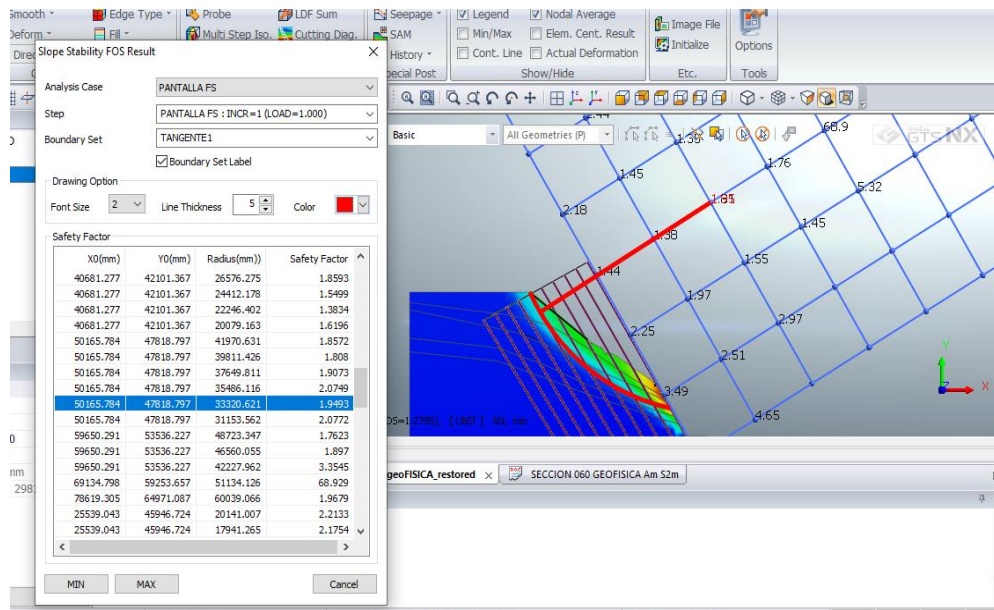 Smooth
Edge Type
Probe
LDF Sum
Seepage
Legend
Nodal Average
Image File
Deform
Fill
Multi Step Iso.
Cutting Diag.
SAM
Min/Max
Elem. Cent. Result
Initialize
Options
Direc
History
Cont. Line
Actual Deformation
Special Post
Show/Hide
Etc.
Tools
Slope Stability FOS Result
Analysis Case
PANTALLA FS
Step
PANTALLA FS : INCR=1 (LOAD=1.000)
Boundary Set
TANGENTE1
Boundary Set Label
Drawing Option
Font Size
2
Line Thickness
5
Color
Safety Factor
X0(mm) Y0(mm) Radius(mm)) Safety Factor
40681.277 42101.367 26576.275 1.8593
40681.277 42101.367 24412.178 1.5499
40681.277 42101.367 22246.402 1.3834
40681.277 42101.367 20079.163 1.6196
50165.784 47818.797 41970.631 1.8572
50165.784 47818.797 39811.426 1.808
50165.784 47818.797 37649.811 1.9073
50165.784 47818.797 35486.116 2.0749
50165.784 47818.797 33320.621 1.9493
50165.784 47818.797 31153.562 2.0772
59650.291 53536.227 48723.347 1.7623
59650.291 53536.227 46560.055 1.897
59650.291 53536.227 42227.962 3.3545
69134.798 59253.657 51134.126 68.929
78619.305 64971.087 60039.066 1.9679
25539.043 45946.724 20141.007 2.2133
25539.043 45946.724 17941.265 2.1754
MIN
MAX
Cancel
Basic
All Geometries (P)
GTS NX
2.44
1.39
68.9
1.45
1.76
5.32
2.18
1.38
1.45
1.44
1.55
1.97
2.97
2.25
2.51
3.49
4.65
Y
Z
X
[UNIT] kN, mm
geoFISICA_restored
SECCION 060 GEOFISICA Am S2m
mm
298